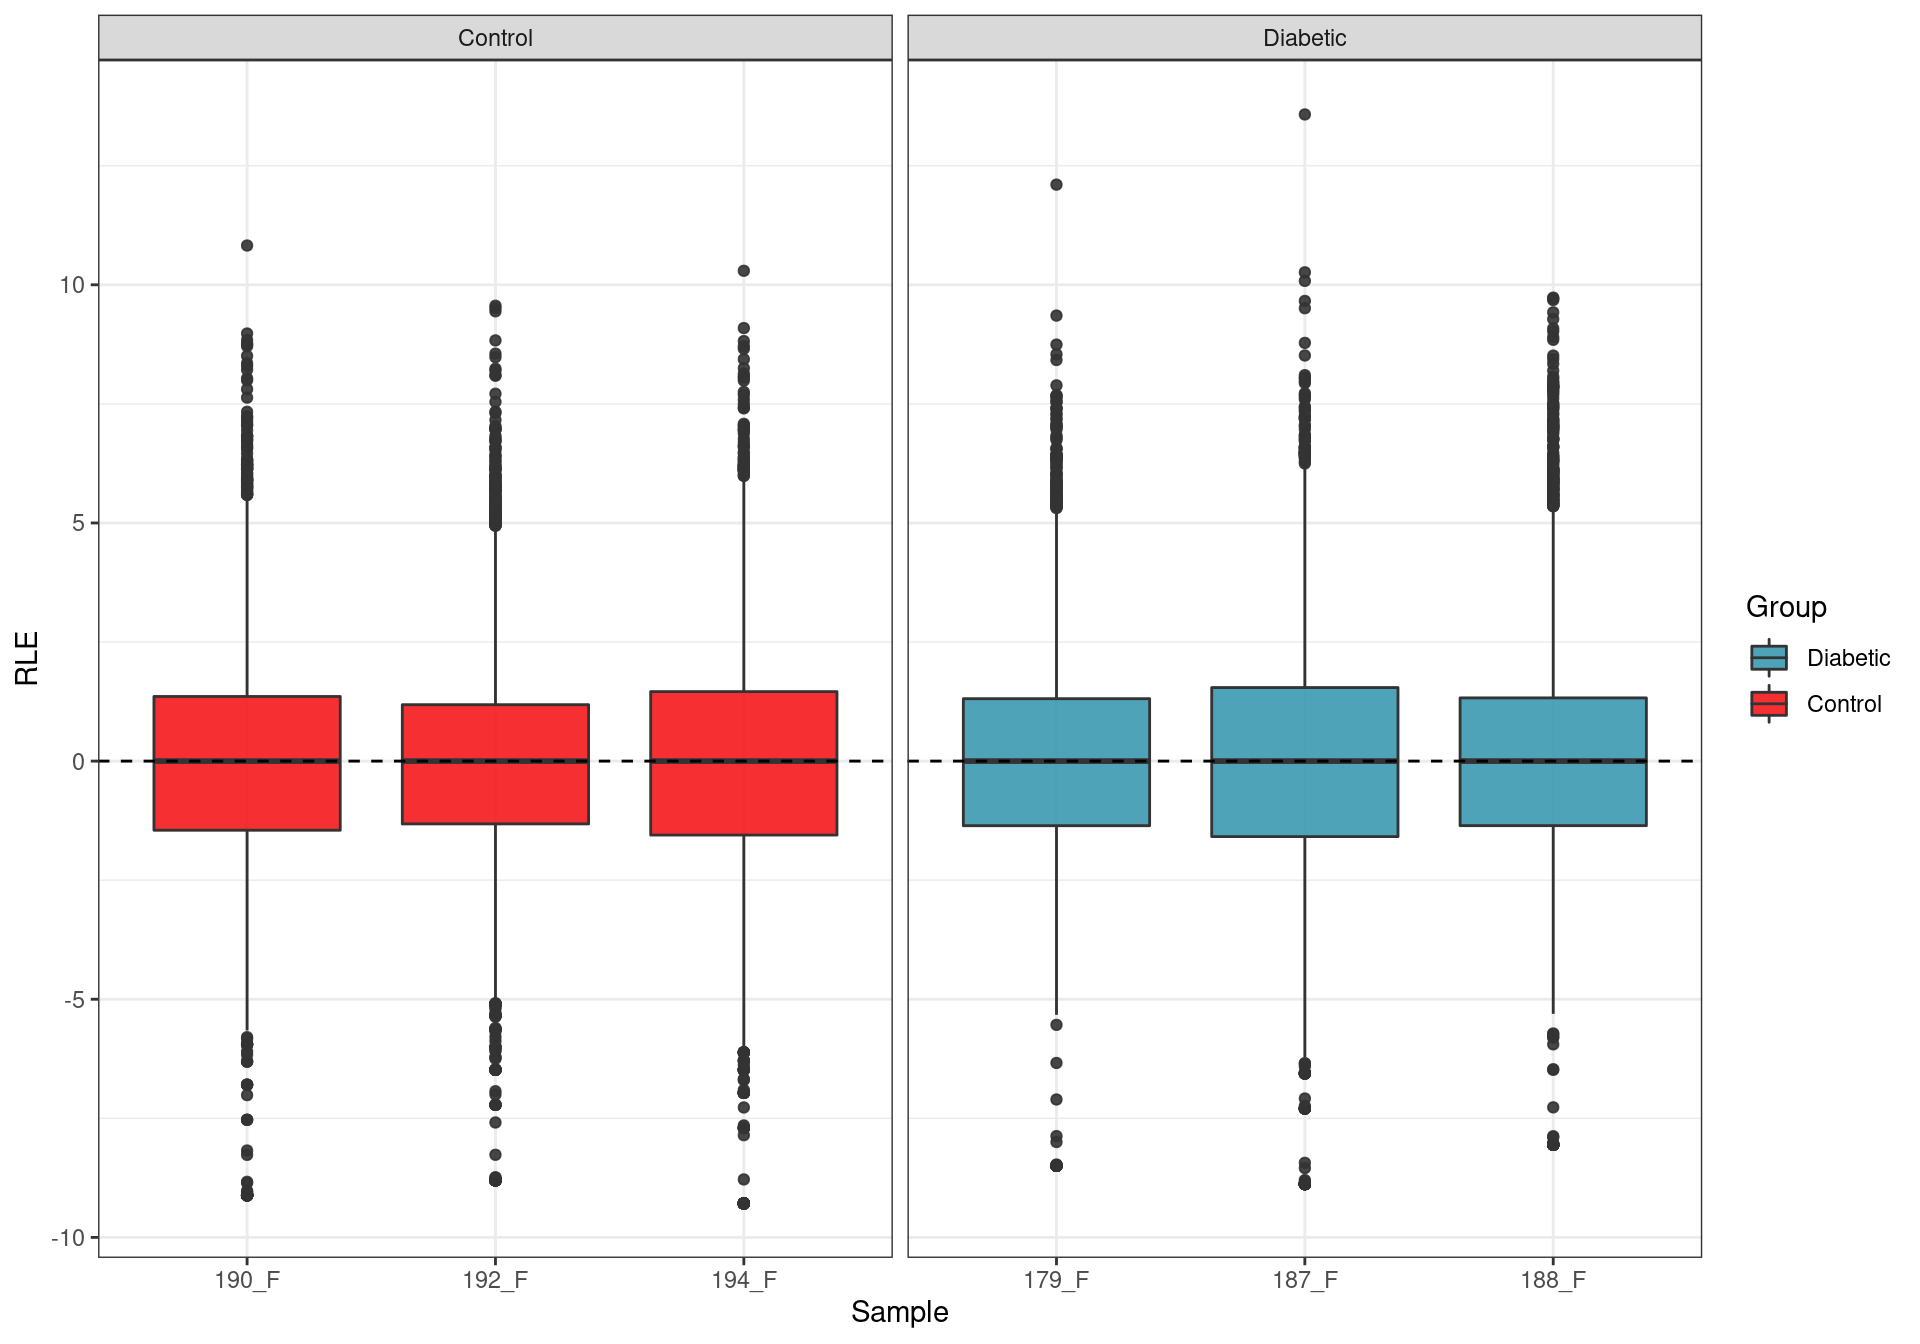 Control
Diabetic
RLE
10
5
0
-5
-10
190_F
192_F
194_F
179_F
187_F
188_F
Sample
Group
Diabetic
Control